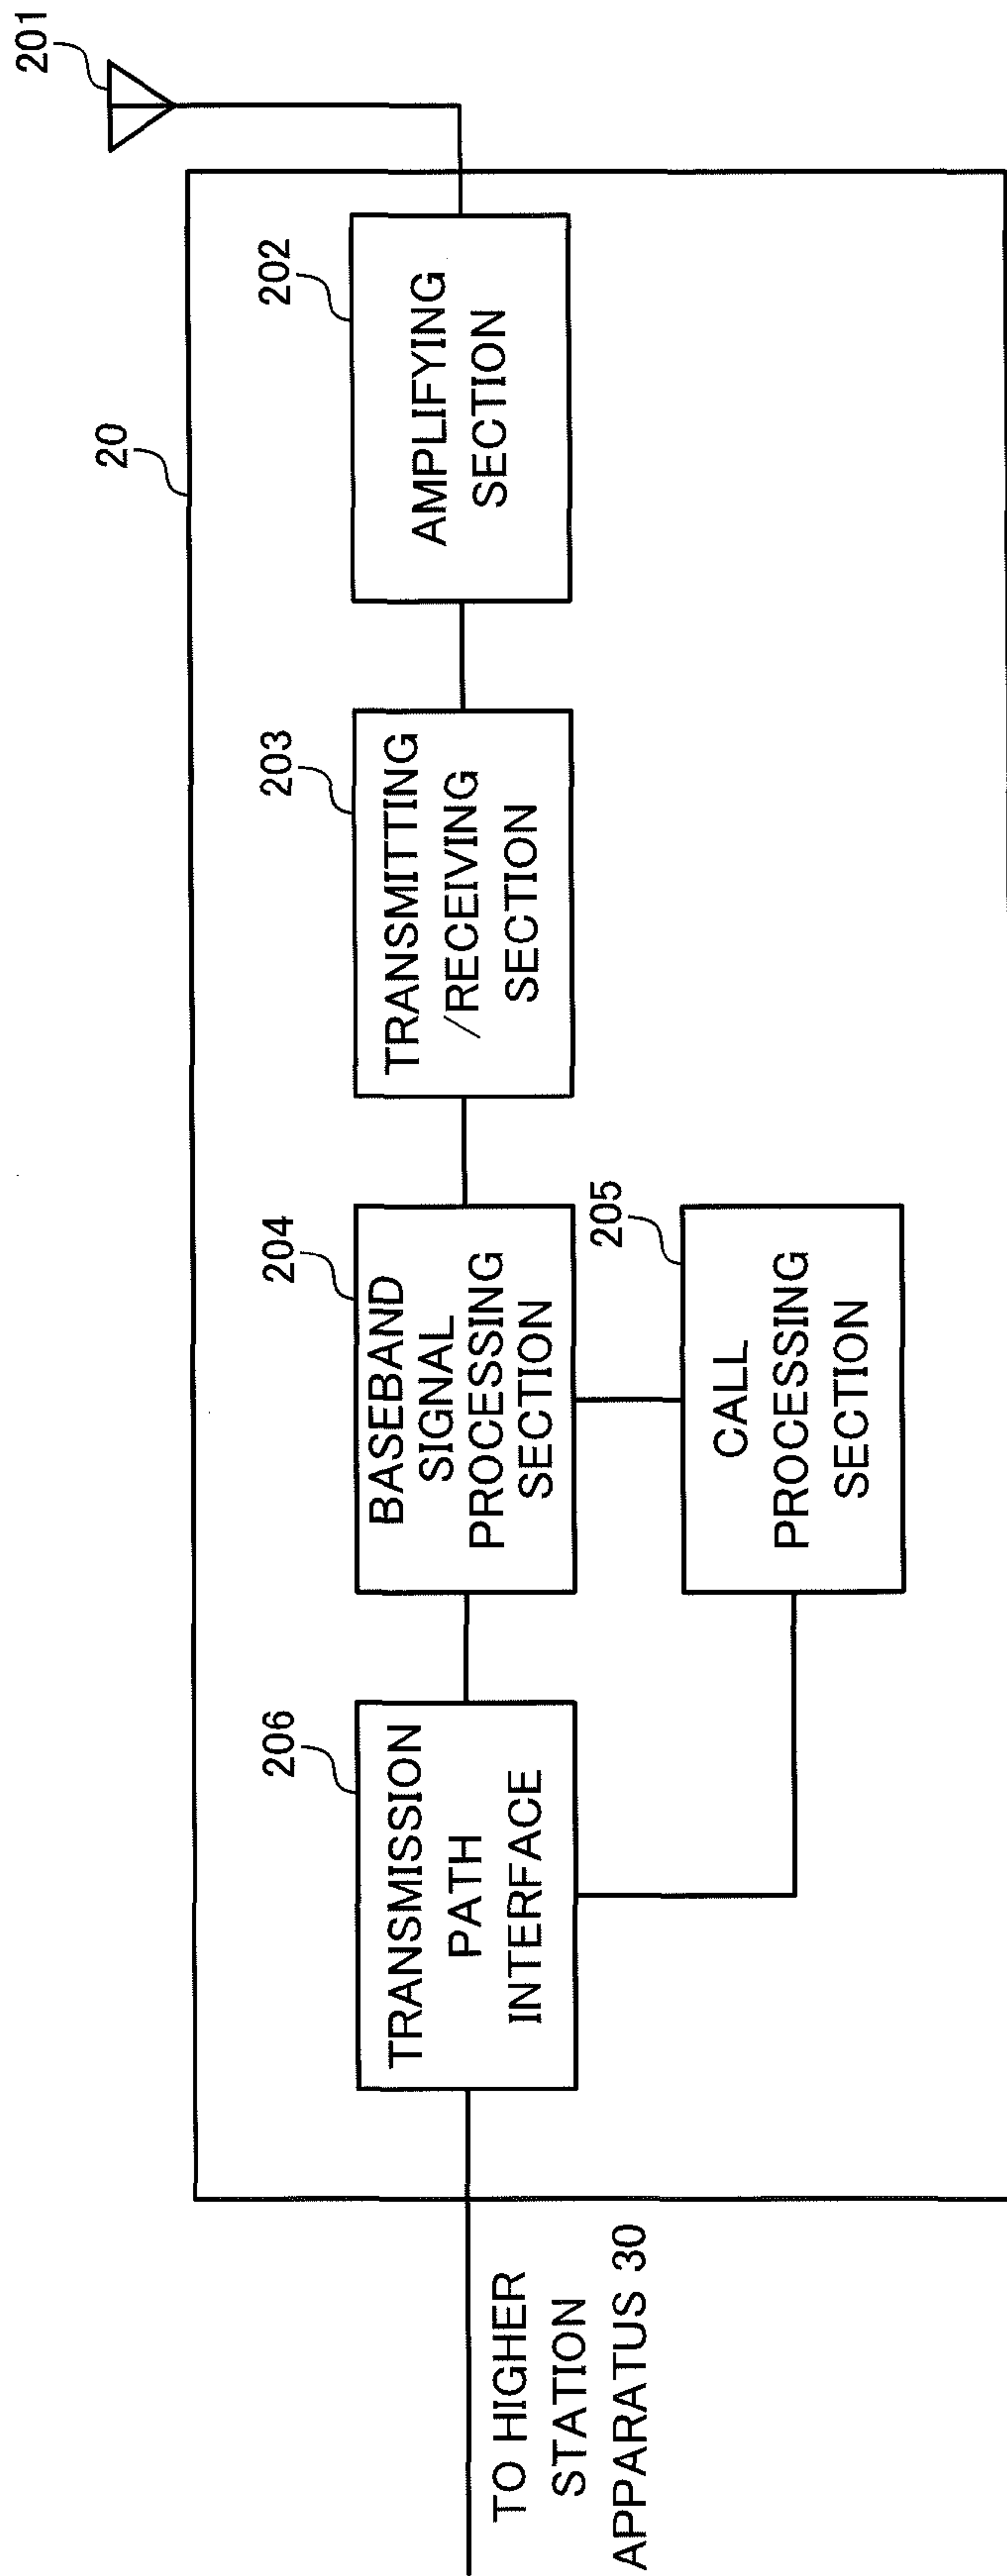 20
201
206
TRANSMISSION
PATH
INTERFACE
204
BASEBAND
SIGNAL
PROCESSING
SECTION
203
TRANSMITTING
/RECEIVING
SECTION
202
AMPLIFYING
SECTION
205
CALL
PROCESSING
SECTION
TO HIGHER
STATION
APPARATUS 30